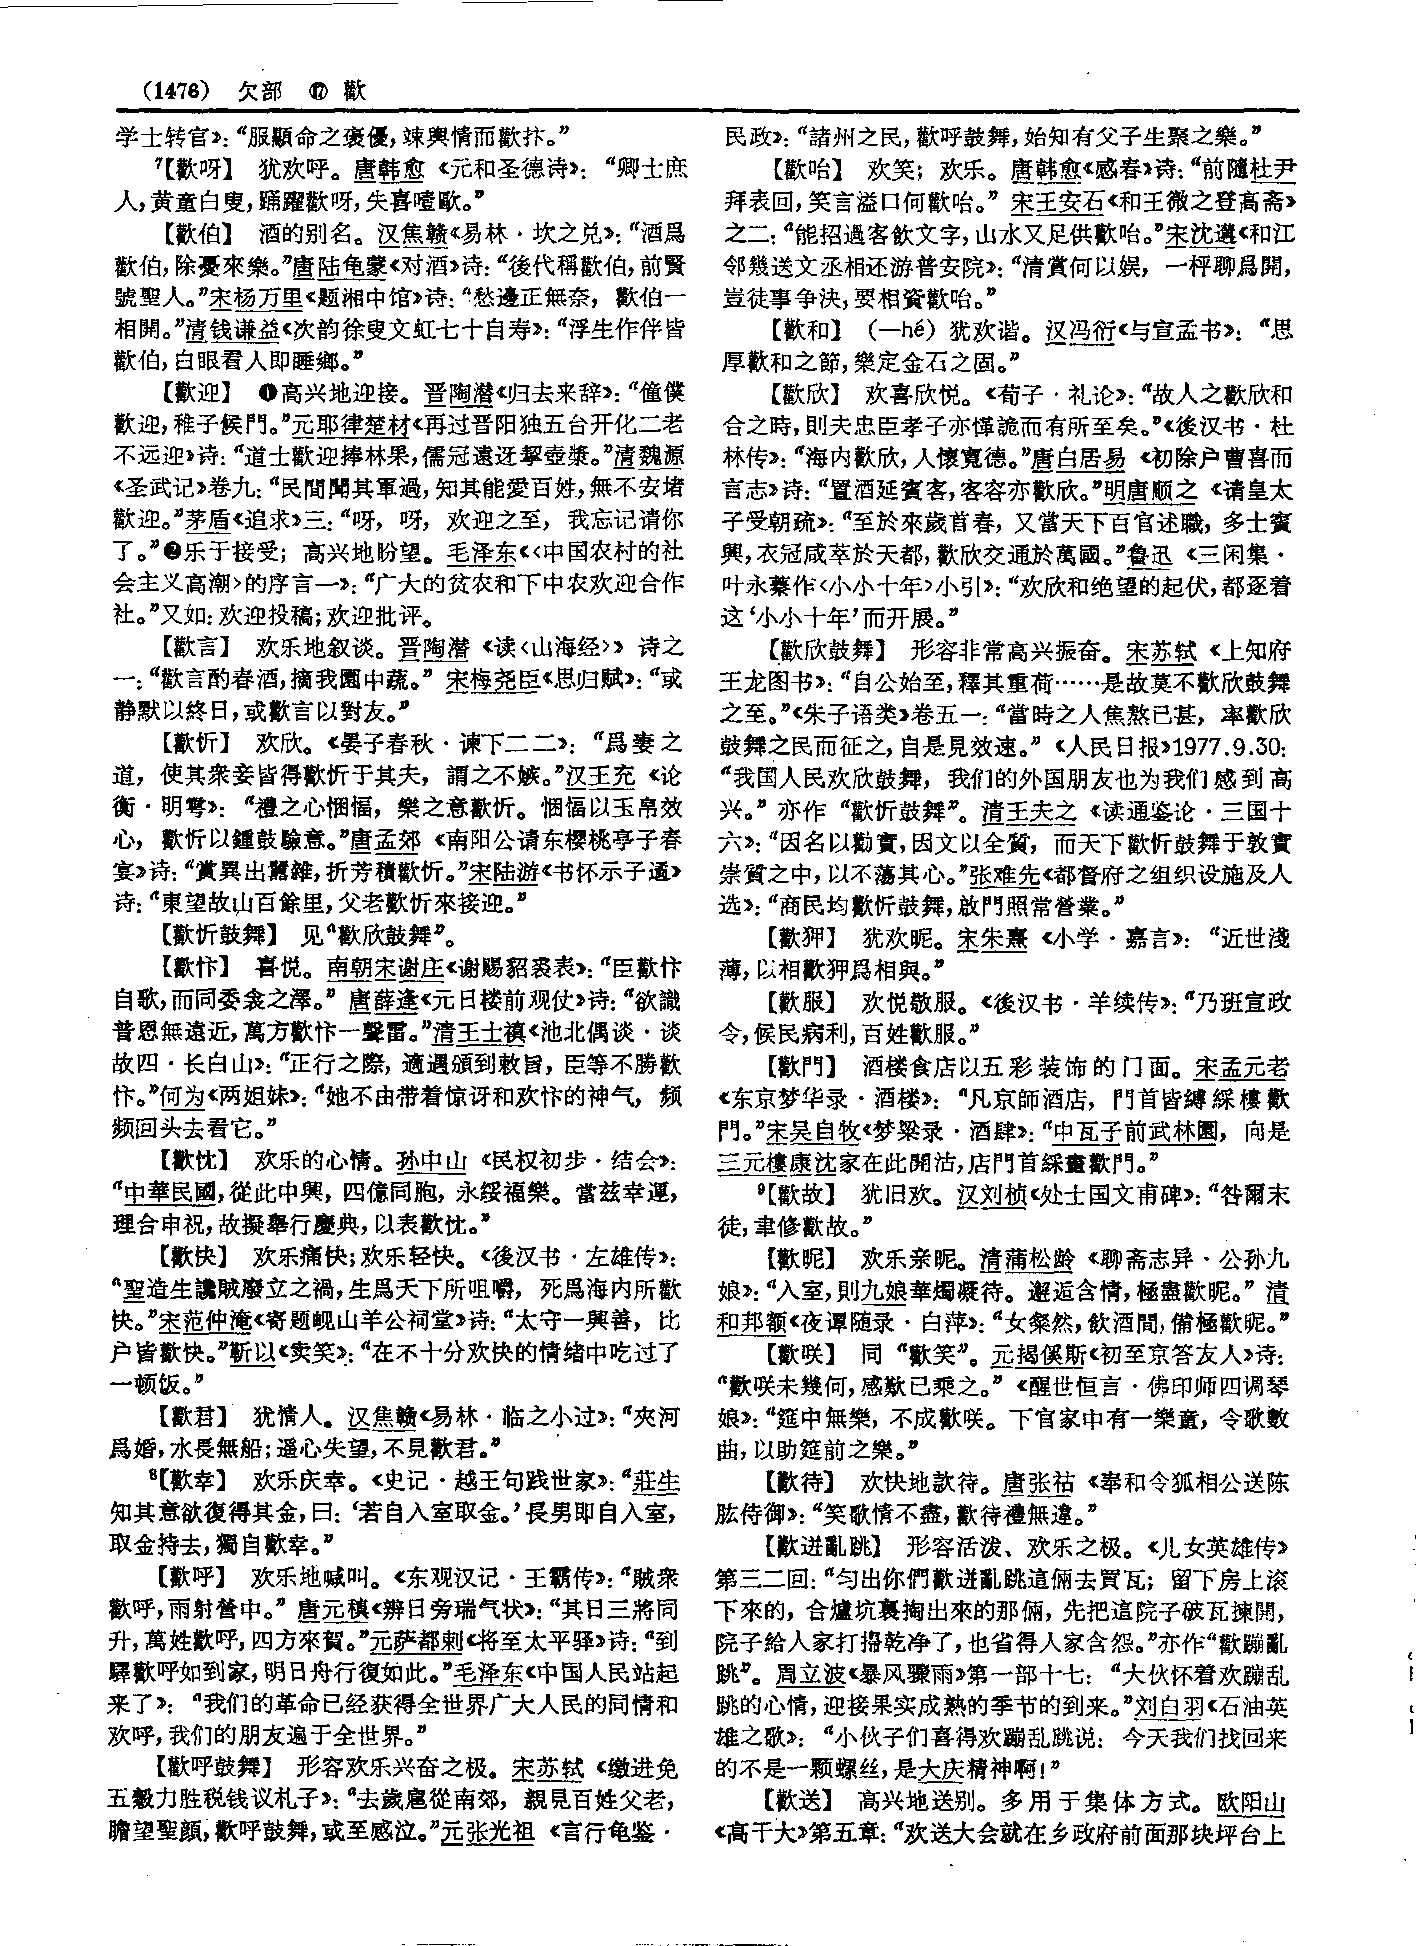 （1476） 欠部 ⑰ 歡
学士转官》：“服顯命之褒優，竦輿情而歡抃。”
⁷【歡呀】 犹欢呼。唐韩愈《元和圣德诗》：“卿士庶
人，黄童白叟，踊躍歡呀，失喜噎歐。”
【歡伯】 酒的别名。汉焦赣《易林·坎之兑》：“酒爲
歡伯，除憂來樂。”唐陆龟蒙《对酒》诗：“後代稱歡伯，前賢
號聖人。”宋杨万里《题湘中馆》诗：“愁邊正無奈，歡伯一
相開。”清钱谦益《次韵徐叟文虹七十自寿》：“浮生作伴皆
歡伯，白眼看人即睡鄉。”
【歡迎】 ❶高兴地迎接。晋陶潜《归去来辞》：“僮僕
歡迎，稚子候門。”元耶律楚材《再过晋阳独五台开化二老
不远迎》诗：“道士歡迎捧林果，儒冠遠迓挈壺漿。”清魏源
《圣武记》卷九：“民間聞其軍過，知其能愛百姓，無不安堵
歡迎。”茅盾《追求》三：“呀，呀，欢迎之至，我忘记请你
了。”❷乐于接受；高兴地盼望。毛泽东《〈中国农村的社
会主义高潮〉的序言一》：“广大的贫农和下中农欢迎合作
社。”又如：欢迎投稿；欢迎批评。
【歡言】 欢乐地叙谈。晋陶潜《读〈山海经〉》诗之
一：“歡言酌春酒，摘我園中蔬。”宋梅尧臣《思归赋》：“或
静默以終日，或歡言以對友。”
【歡忻】 欢欣。《晏子春秋·谏下二二》：“爲妻之
道，使其衆妾皆得歡忻于其夫，謂之不嫉。”汉王充《论
衡·明雩》：“禮之心悃愊，樂之意歡忻。悃愊以玉帛效
心，歡忻以鍾鼓驗意。”唐孟郊《南阳公请东樱桃亭子春
宴》诗：“賞異出囂雜，折芳積歡忻。”宋陆游《书怀示子遹》
诗：“東望故山百餘里，父老歡忻來接迎。”
【歡忻鼓舞】 见“歡欣鼓舞”。
【歡忭】 喜悦。南朝宋谢庄《谢赐貂裘表》：“臣歡忭
自歌，而同委衾之澤。”唐薛逢《元日楼前观仗》诗：“欲識
普恩無遠近，萬方歡忭一聲雷。”清王士禛《池北偶谈·谈
故四·长白山》：“正行之際，適遇頒到敕旨，臣等不勝歡
忭。”何为《两姐妹》：“她不由带着惊讶和欢忭的神气，频
频回头去看它。”
【歡忱】 欢乐的心情。孙中山《民权初步·结会》：
“中華民國，從此中興，四億同胞，永綏福樂。當兹幸運，
理合申祝，故擬舉行慶典，以表歡忱。”
【歡快】 欢乐痛快；欢乐轻快。《後汉书·左雄传》：
“聖造生讒賊廢立之禍，生爲天下所咀嚼，死爲海内所歡
快。”宋范仲淹《寄题岘山羊公祠堂》诗：“太守一興善，比
户皆歡快。”靳以《卖笑》：“在不十分欢快的情绪中吃过了
一顿饭。”
【歡君】 犹情人。汉焦赣《易林·临之小过》：“夾河
爲婚，水長無船；遥心失望，不見歡君。”
⁸【歡幸】 欢乐庆幸。《史记·越王句践世家》：“莊生
知其意欲復得其金，曰：‘若自入室取金。’長男即自入室，
取金持去，獨自歡幸。”
【歡呼】 欢乐地喊叫。《东观汉记·王霸传》：“賊衆
歡呼，雨射營中。”唐元稹《辨日旁瑞气状》：“其日三將同
升，萬姓歡呼，四方來賀。”元萨都剌《将至太平驿》诗：“到
驛歡呼如到家，明日舟行復如此。”毛泽东《中国人民站起
来了》：“我们的革命已经获得全世界广大人民的同情和
欢呼，我们的朋友遍于全世界。”
【歡呼鼓舞】 形容欢乐兴奋之极。宋苏轼《缴进免
五穀力胜税钱议札子》：“去歲扈從南郊，親見百姓父老，
瞻望聖顔，歡呼鼓舞，或至感泣。”元张光祖《言行龟鉴·
民政》：“諸州之民，歡呼鼓舞，始知有父子生聚之樂。”
【歡咍】 欢笑；欢乐。唐韩愈《感春》诗：“前隨杜尹
拜表回，笑言溢口何歡咍。”宋王安石《和王微之登高斋》
之二：“能招過客飲文字，山水又足供歡咍。”宋沈遘《和江
邻幾送文丞相还游普安院》：“清賞何以娱，一枰聊爲開，
豈徒事争決，要相資歡咍。”
【歡和】 （—hé）犹欢谐。汉冯衍《与宣孟书》：“思
厚歡和之節，樂定金石之固。”
【歡欣】 欢喜欣悦。《荀子·礼论》：“故人之歡欣和
合之時，則夫忠臣孝子亦愅詭而有所至矣。”《後汉书·杜
林传》：“海内歡欣，人懷寬德。”唐白居易《初除户曹喜而
言志》诗：“置酒延賓客，客容亦歡欣。”明唐顺之《请皇太
子受朝疏》：“至於來歲首春，又當天下百官述職，多士賓
興，衣冠咸萃於天都，歡欣交通於萬國。”鲁迅《三闲集·
叶永蓁作〈小小十年〉小引》：“欢欣和绝望的起伏，都逐着
这‘小小十年’而开展。”
【歡欣鼓舞】 形容非常高兴振奋。宋苏轼《上知府
王龙图书》：“自公始至，釋其重荷……是故莫不歡欣鼓舞
之至。”《朱子语类》卷五一：“當時之人焦熬已甚，率歡欣
鼓舞之民而征之，自是見效速。”《人民日报》1977.9.30：
“我国人民欢欣鼓舞，我们的外国朋友也为我们感到高
兴。”亦作“歡忻鼓舞”。清王夫之《读通鉴论·三国十
六》：“因名以勸實，因文以全質，而天下歡忻鼓舞于敦實
崇質之中，以不蕩其心。”张难先《都督府之组织设施及人
选》：“商民均歡忻鼓舞，啟門照常營業。”
【歡狎】 犹欢昵。宋朱熹《小学·嘉言》：“近世淺
薄，以相歡狎爲相與。”
【歡服】 欢悦敬服。《後汉书·羊续传》：“乃班宣政
令，候民病利，百姓歡服。”
【歡門】 酒楼食店以五彩装饰的门面。宋孟元老
《东京梦华录·酒楼》：“凡京師酒店，門首皆縛綵樓歡
門。”宋吴自牧《梦粱录·酒肆》：“中瓦子前武林園，向是
三元樓康沈家在此開沽，店門首綵畫歡門。”
⁹【歡故】 犹旧欢。汉刘桢《处士国文甫碑》：“咎爾末
徒，聿修歡故。”
【歡昵】 欢乐亲昵。清蒲松龄《聊斋志异·公孙九
娘》：“入室，則九娘華燭凝待。邂逅含情，極盡歡昵。”清
和邦额《夜谭随录·白萍》：“女粲然，飲酒間，備極歡昵。”
【歡咲】 同“歡笑”。元揭傒斯《初至京答友人》诗：
“歡咲未幾何，感歎已乘之。”《醒世恒言·佛印师四调琴
娘》：“筵中無樂，不成歡咲。下官家中有一樂童，令歌數
曲，以助筵前之樂。”
【歡待】 欢快地款待。唐张祜《奉和令狐相公送陈
肱侍御》：“笑歌情不盡，歡待禮無違。”
【歡迸亂跳】 形容活泼、欢乐之极。《儿女英雄传》
第三二回：“匀出你們歡迸亂跳這倆去買瓦；留下房上滚
下來的，合爐坑裏掏出來的那倆，先把這院子破瓦揀開，
院子給人家打掃乾净了，也省得人家含怨。”亦作“歡蹦亂
跳”。周立波《暴风骤雨》第一部十七：“大伙怀着欢蹦乱
跳的心情，迎接果实成熟的季节的到来。”刘白羽《石油英
雄之歌》：“小伙子们喜得欢蹦乱跳说：今天我们找回来
的不是一颗螺丝，是大庆精神啊！”
【歡送】 高兴地送别。多用于集体方式。欧阳山
《高干大》第五章：“欢送大会就在乡政府前面那块坪台上